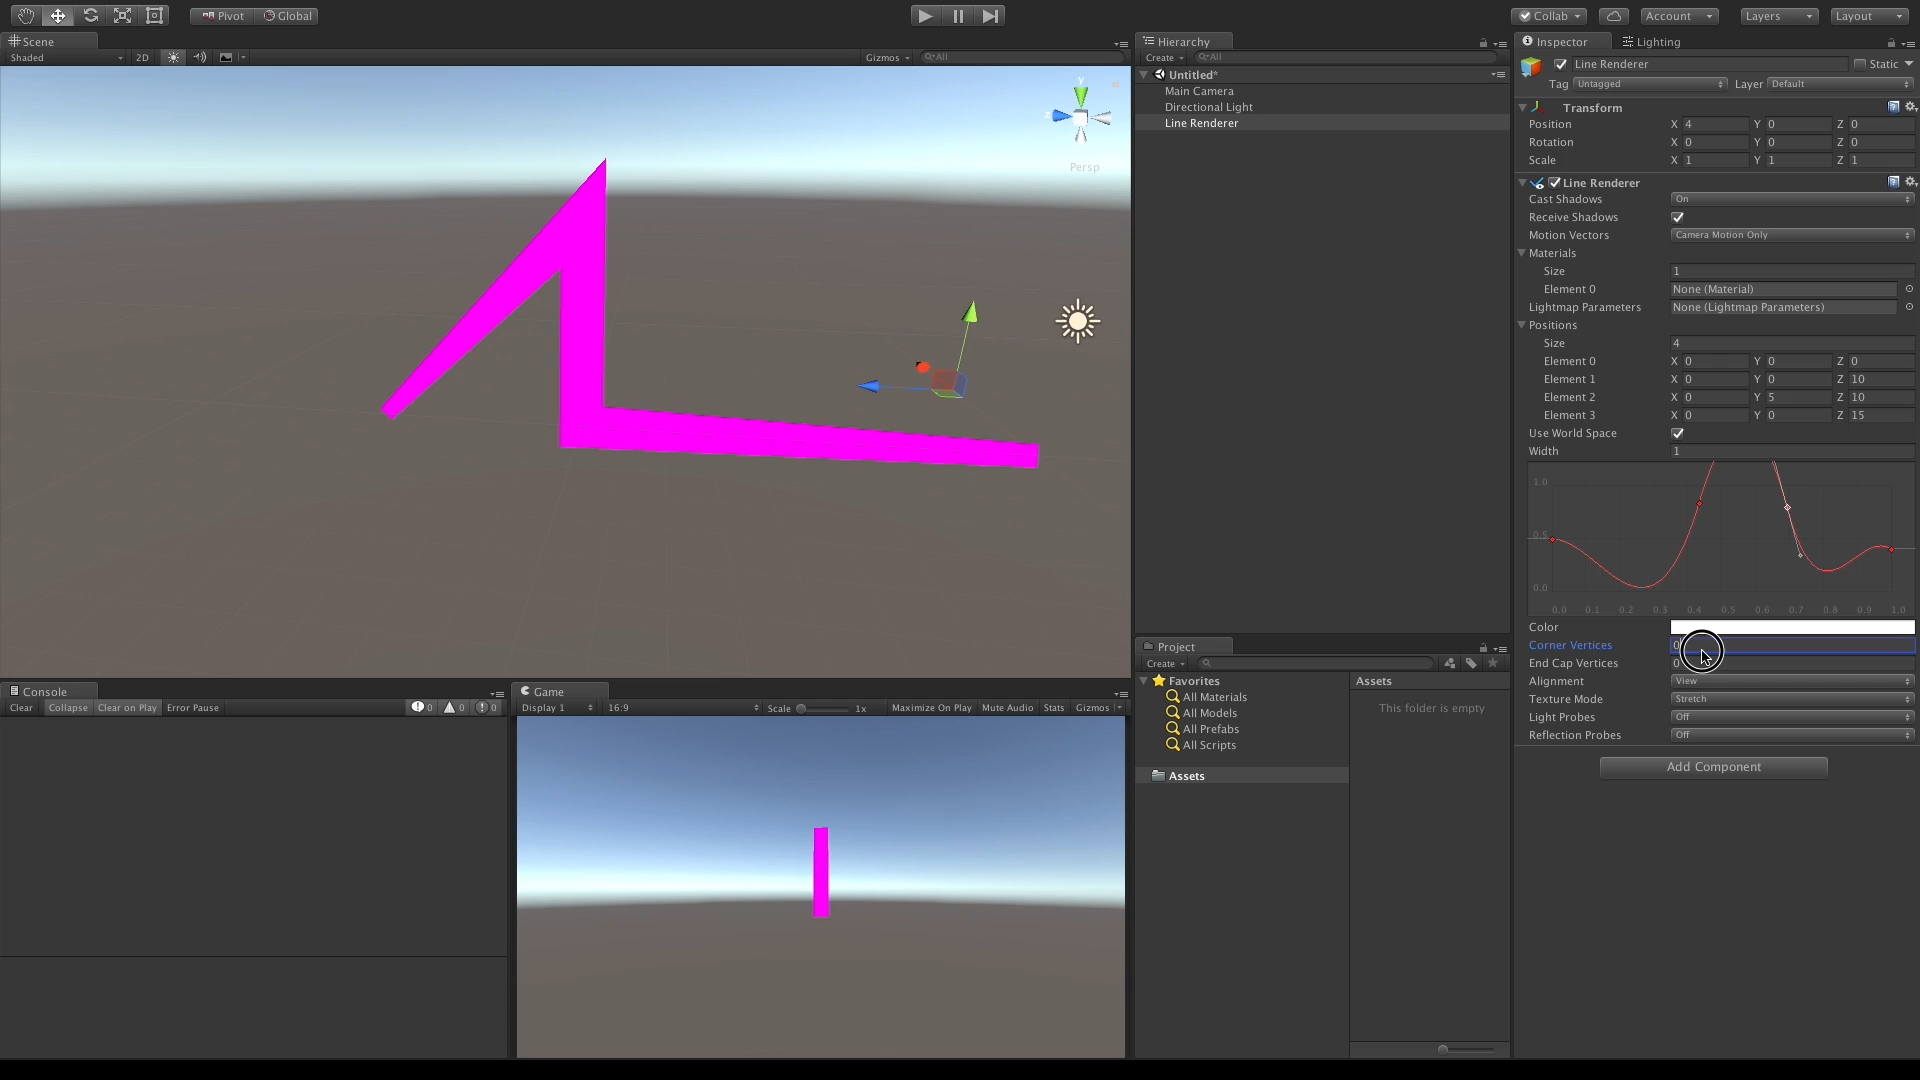 Pivot Global Collab Account Layers Layout
Scene
Shaded 2D Gizmos All
Y
Z
Persp
Hierarchy
Create All
Untitled*
Main Camera
Directional Light
Line Renderer
Inspector Lighting
Line Renderer Static
Tag Untagged Layer Default
Transform
Position X 4 Y 0 Z 0
Rotation X 0 Y 0 Z 0
Scale X 1 Y 1 Z 1
Line Renderer
Cast Shadows On
Receive Shadows
Motion Vectors Camera Motion Only
Materials
Size 1
Element 0 None (Material)
Lightmap Parameters None (Lightmap Parameters)
Positions
Size 4
Element 0 X 0 Y 0 Z 0
Element 1 X 0 Y 0 Z 10
Element 2 X 0 Y 5 Z 10
Element 3 X 0 Y 0 Z 15
Use World Space
Width 1
1.0
0.5
0.0
0.0 0.1 0.2 0.3 0.4 0.5 0.6 0.7 0.8 0.9 1.0
Color
Corner Vertices 0
End Cap Vertices 0
Alignment View
Texture Mode Stretch
Light Probes Off
Reflection Probes Off
Add Component
Project
Create
Favorites
All Materials
All Models
All Prefabs
All Scripts
Assets
Assets
This folder is empty
Console
Clear Collapse Clear on Play Error Pause 0 0 0
Game
Display 1 16:9 Scale 1x Maximize On Play Mute Audio Stats Gizmos